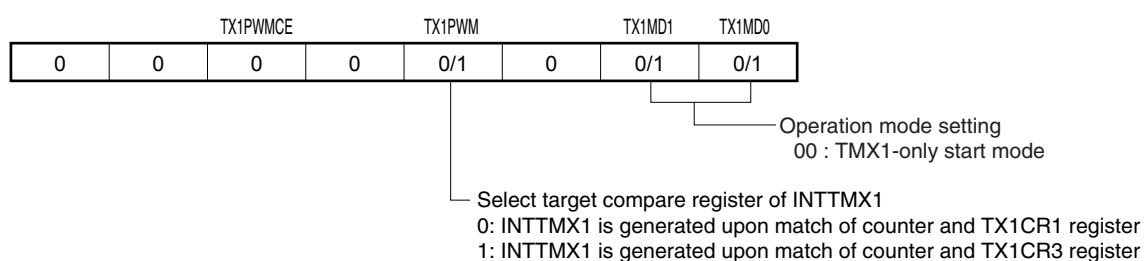 TX1PWMCE TX1PWM TX1MD1 TX1MD0
0 0 0 0 0/1 0 0/1 0/1
Operation mode setting
00 : TMX1-only start mode
Select target compare register of INTTMX1
0: INTTMX1 is generated upon match of counter and TX1CR1 register
1: INTTMX1 is generated upon match of counter and TX1CR3 register